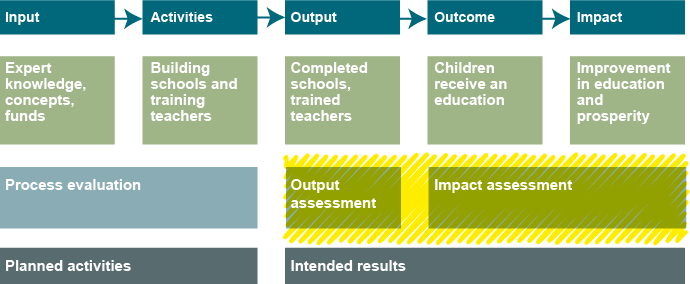 Input
Activities
Output
Outcome
Impact
Expert
knowledge,
concepts,
funds
Building
schools and
training
teachers
Completed
schools,
trained
teachers
Children
receive an
education
Improvement
in education
and
prosperity
Process evaluation
Output
assessment
Impact assessment
Planned activities
Intended results